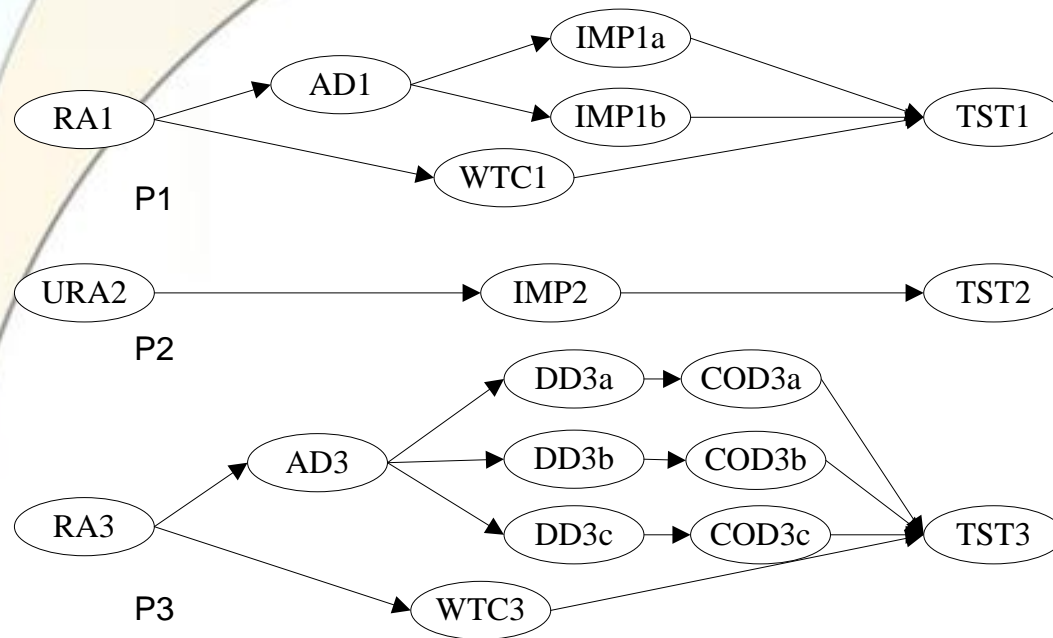 IMP1a
AD1
RA1
IMP1b
TST1
WTC1
P1
URA2
IMP2
TST2
P2
DD3a
COD3a
AD3
DD3b
COD3b
RA3
DD3c
COD3c
TST3
WTC3
P3